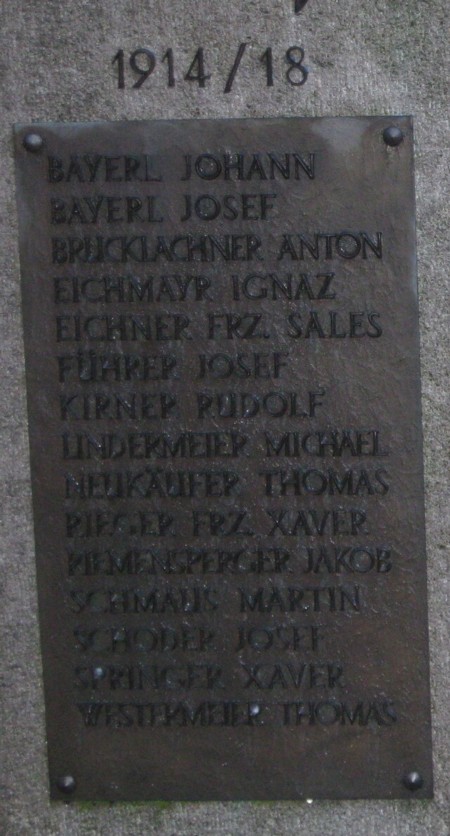 1914/18
BAYERL JOHANN
BAYERL JOSEF
BRUCKLACHNER ANTON
EICHMAYR IGNAZ
EICHNER FRZ. SALES
FÜHRER JOSEF
KIRNER RUDOLF
LINDERMEIER MICHAEL
NEUKÄUFER THOMAS
RIEGER FRZ. XAVER
RIEMENSPERGER JAKOB
SCHMAUS MARTIN
SCHODER JOSEF
SPRINGER XAVER
WESTERMEIER THOMAS